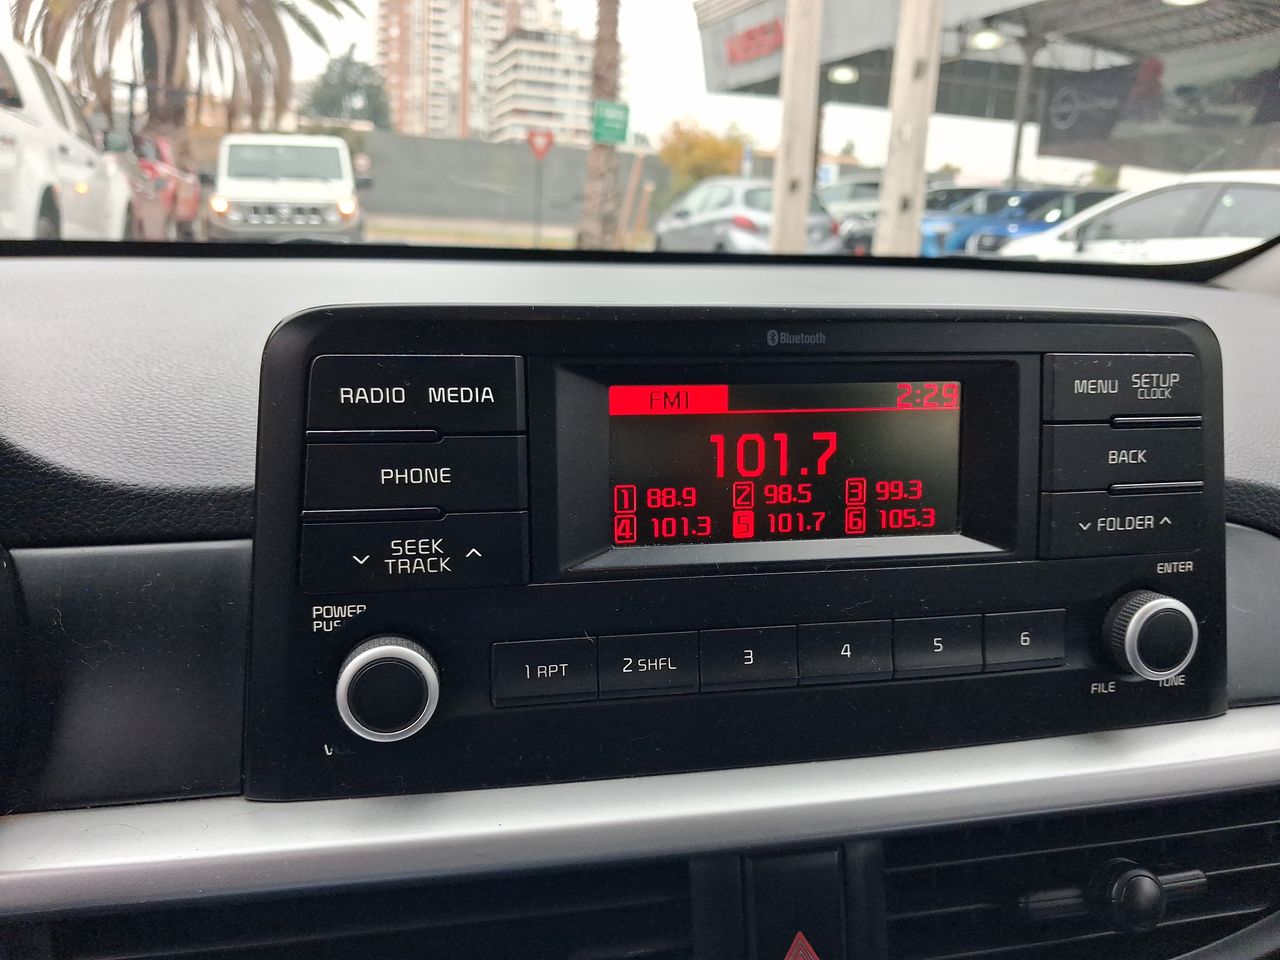 NISSAN
Bluetooth
RADIO MEDIA
PHONE
SEEK
TRACK
POWER
FM1 2:29
101.7
1 88.9 2 98.5 3 99.3
4 101.3 5 101.7 6 105.3
MENU SETUP
CLOCK
BACK
FOLDER
ENTER
1 RPT 2 SHFL 3 4 5 6
FILE TUNE